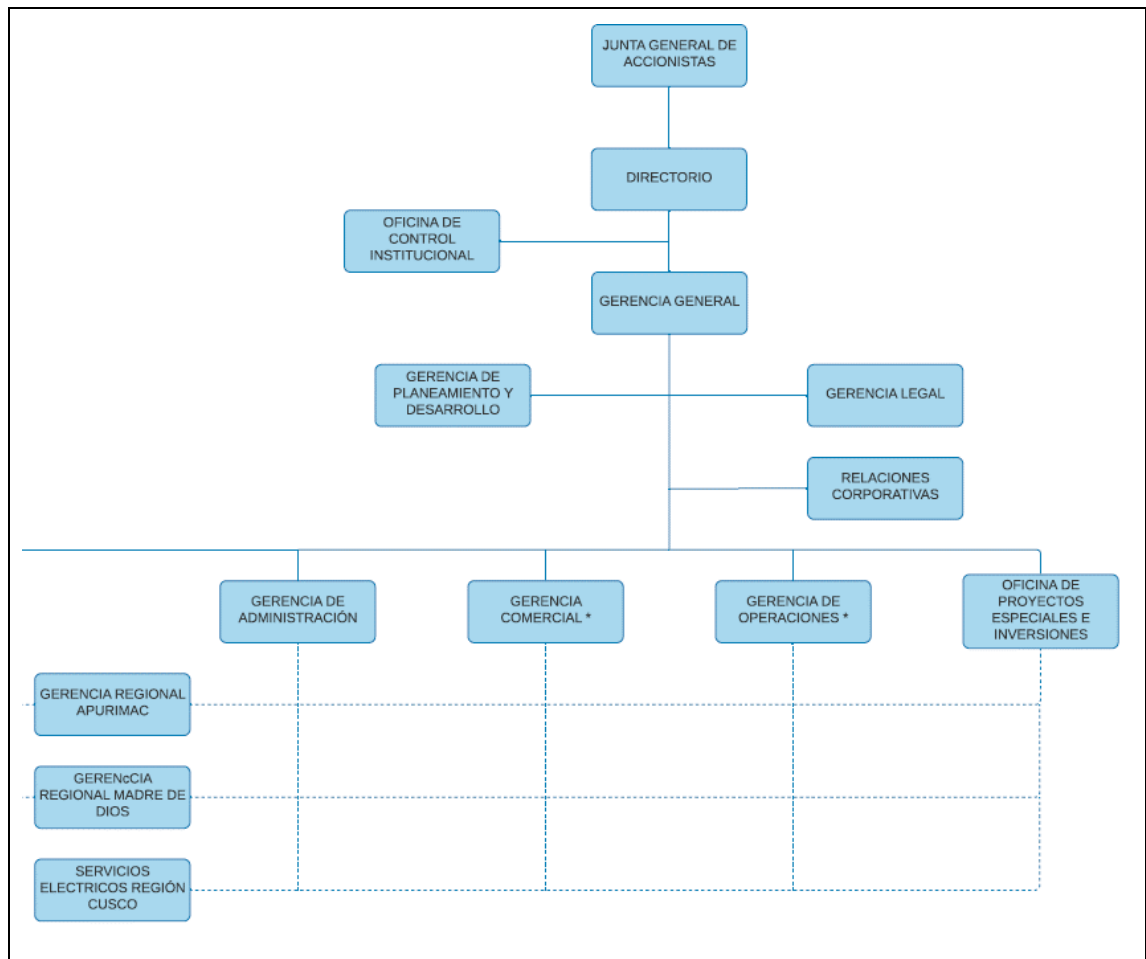 JUNTA GENERAL DE
ACCIONISTAS
DIRECTORIO
OFICINA DE
CONTROL
INSTITUCIONAL
GERENCIA GENERAL
GERENCIA DE
PLANEAMIENTO Y
DESARROLLO
GERENCIA LEGAL
RELACIONES
CORPORATIVAS
GERENCIA DE
ADMINISTRACIÓN
GERENCIA
COMERCIAL *
GERENCIA DE
OPERACIONES *
OFICINA DE
PROYECTOS
ESPECIALES E
INVERSIONES
GERENCIA REGIONAL
APURIMAC
GERENcCIA
REGIONAL MADRE DE
DIOS
SERVICIOS
ELECTRICOS REGIÓN
CUSCO